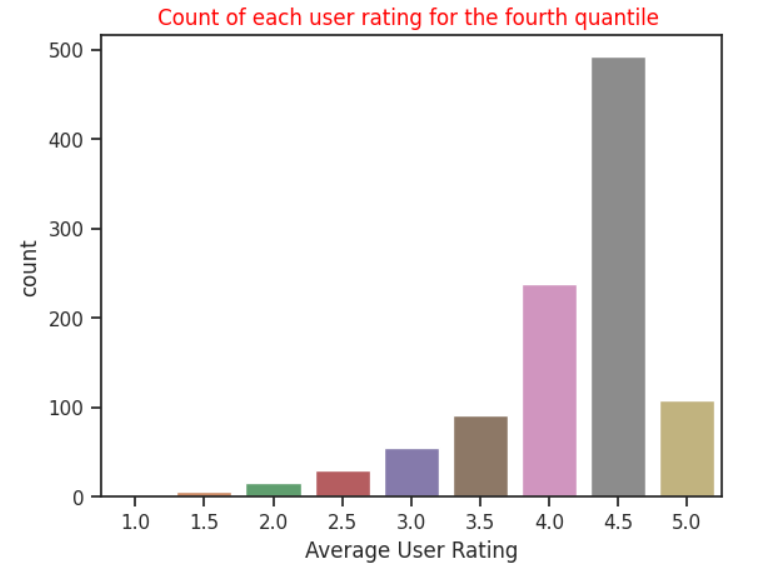 Count of each user rating for the fourth quantile
500
400
300
200
100
0
count
1.0 1.5 2.0 2.5 3.0 3.5 4.0 4.5 5.0
Average User Rating